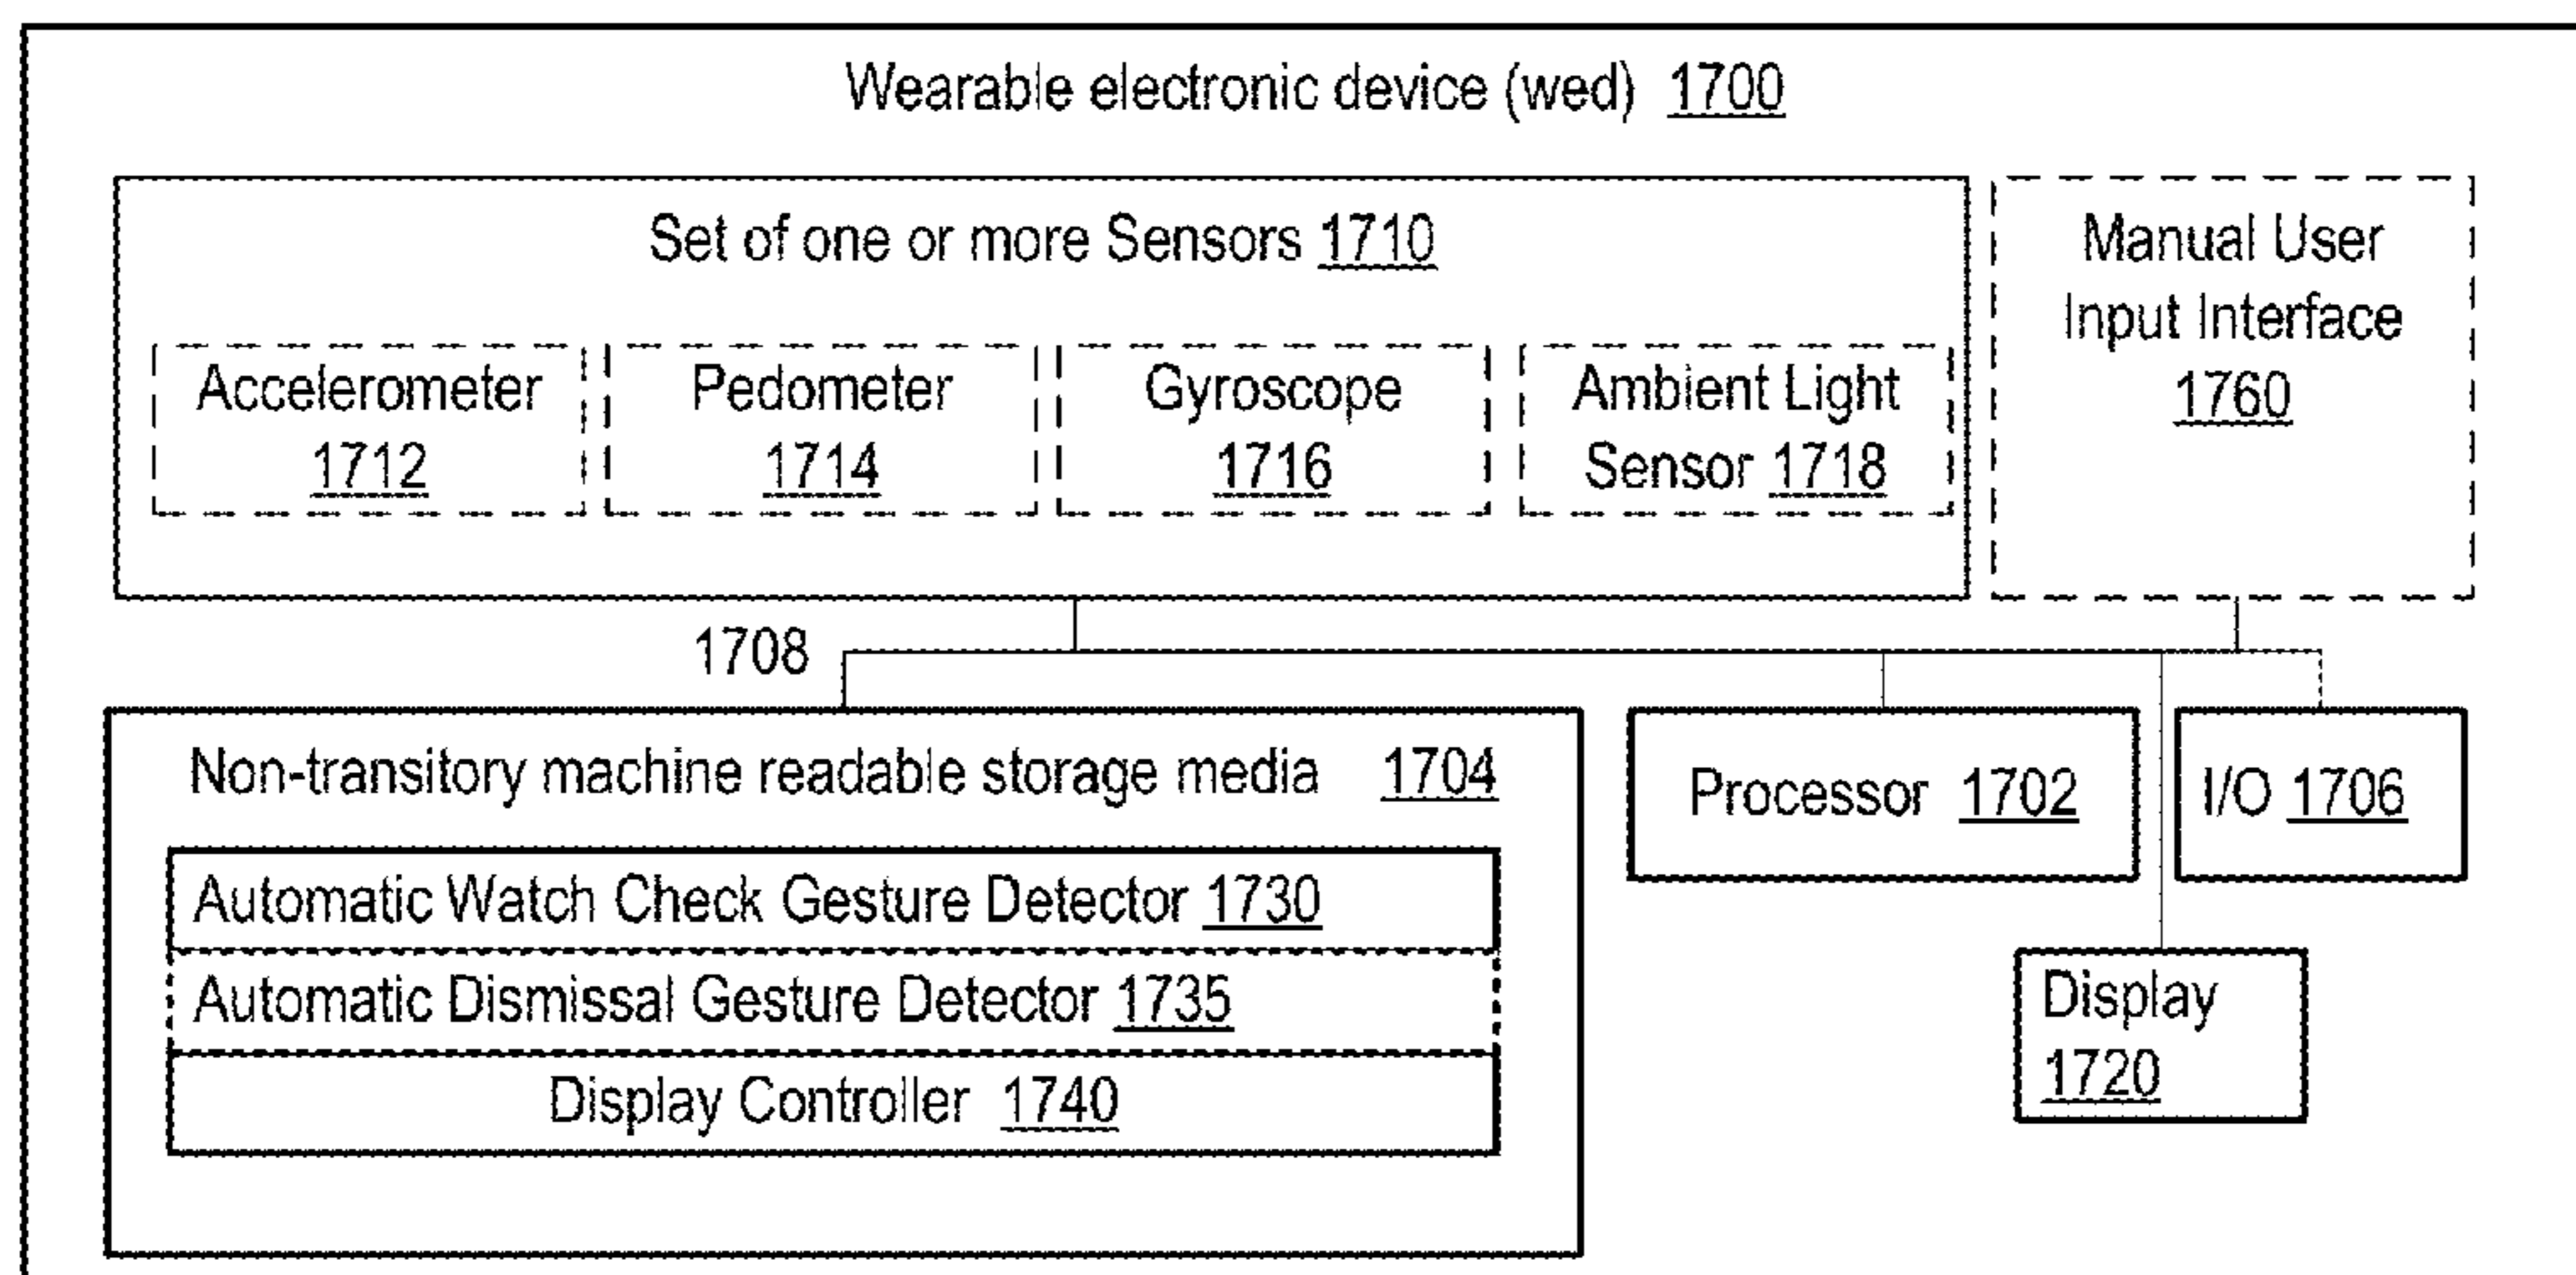 Wearable electronic device (wed) 1700
Set of one or more Sensors 1710
Manual User
Input Interface
1760
Accelerometer
1712
Pedometer
1714
Gyroscope
1716
Ambient Light
Sensor 1718
1708
Non-transitory machine readable storage media 1704
Automatic Watch Check Gesture Detector 1730
Automatic Dismissal Gesture Detector 1735
Display Controller 1740
Processor 1702
I/O 1706
Display
1720